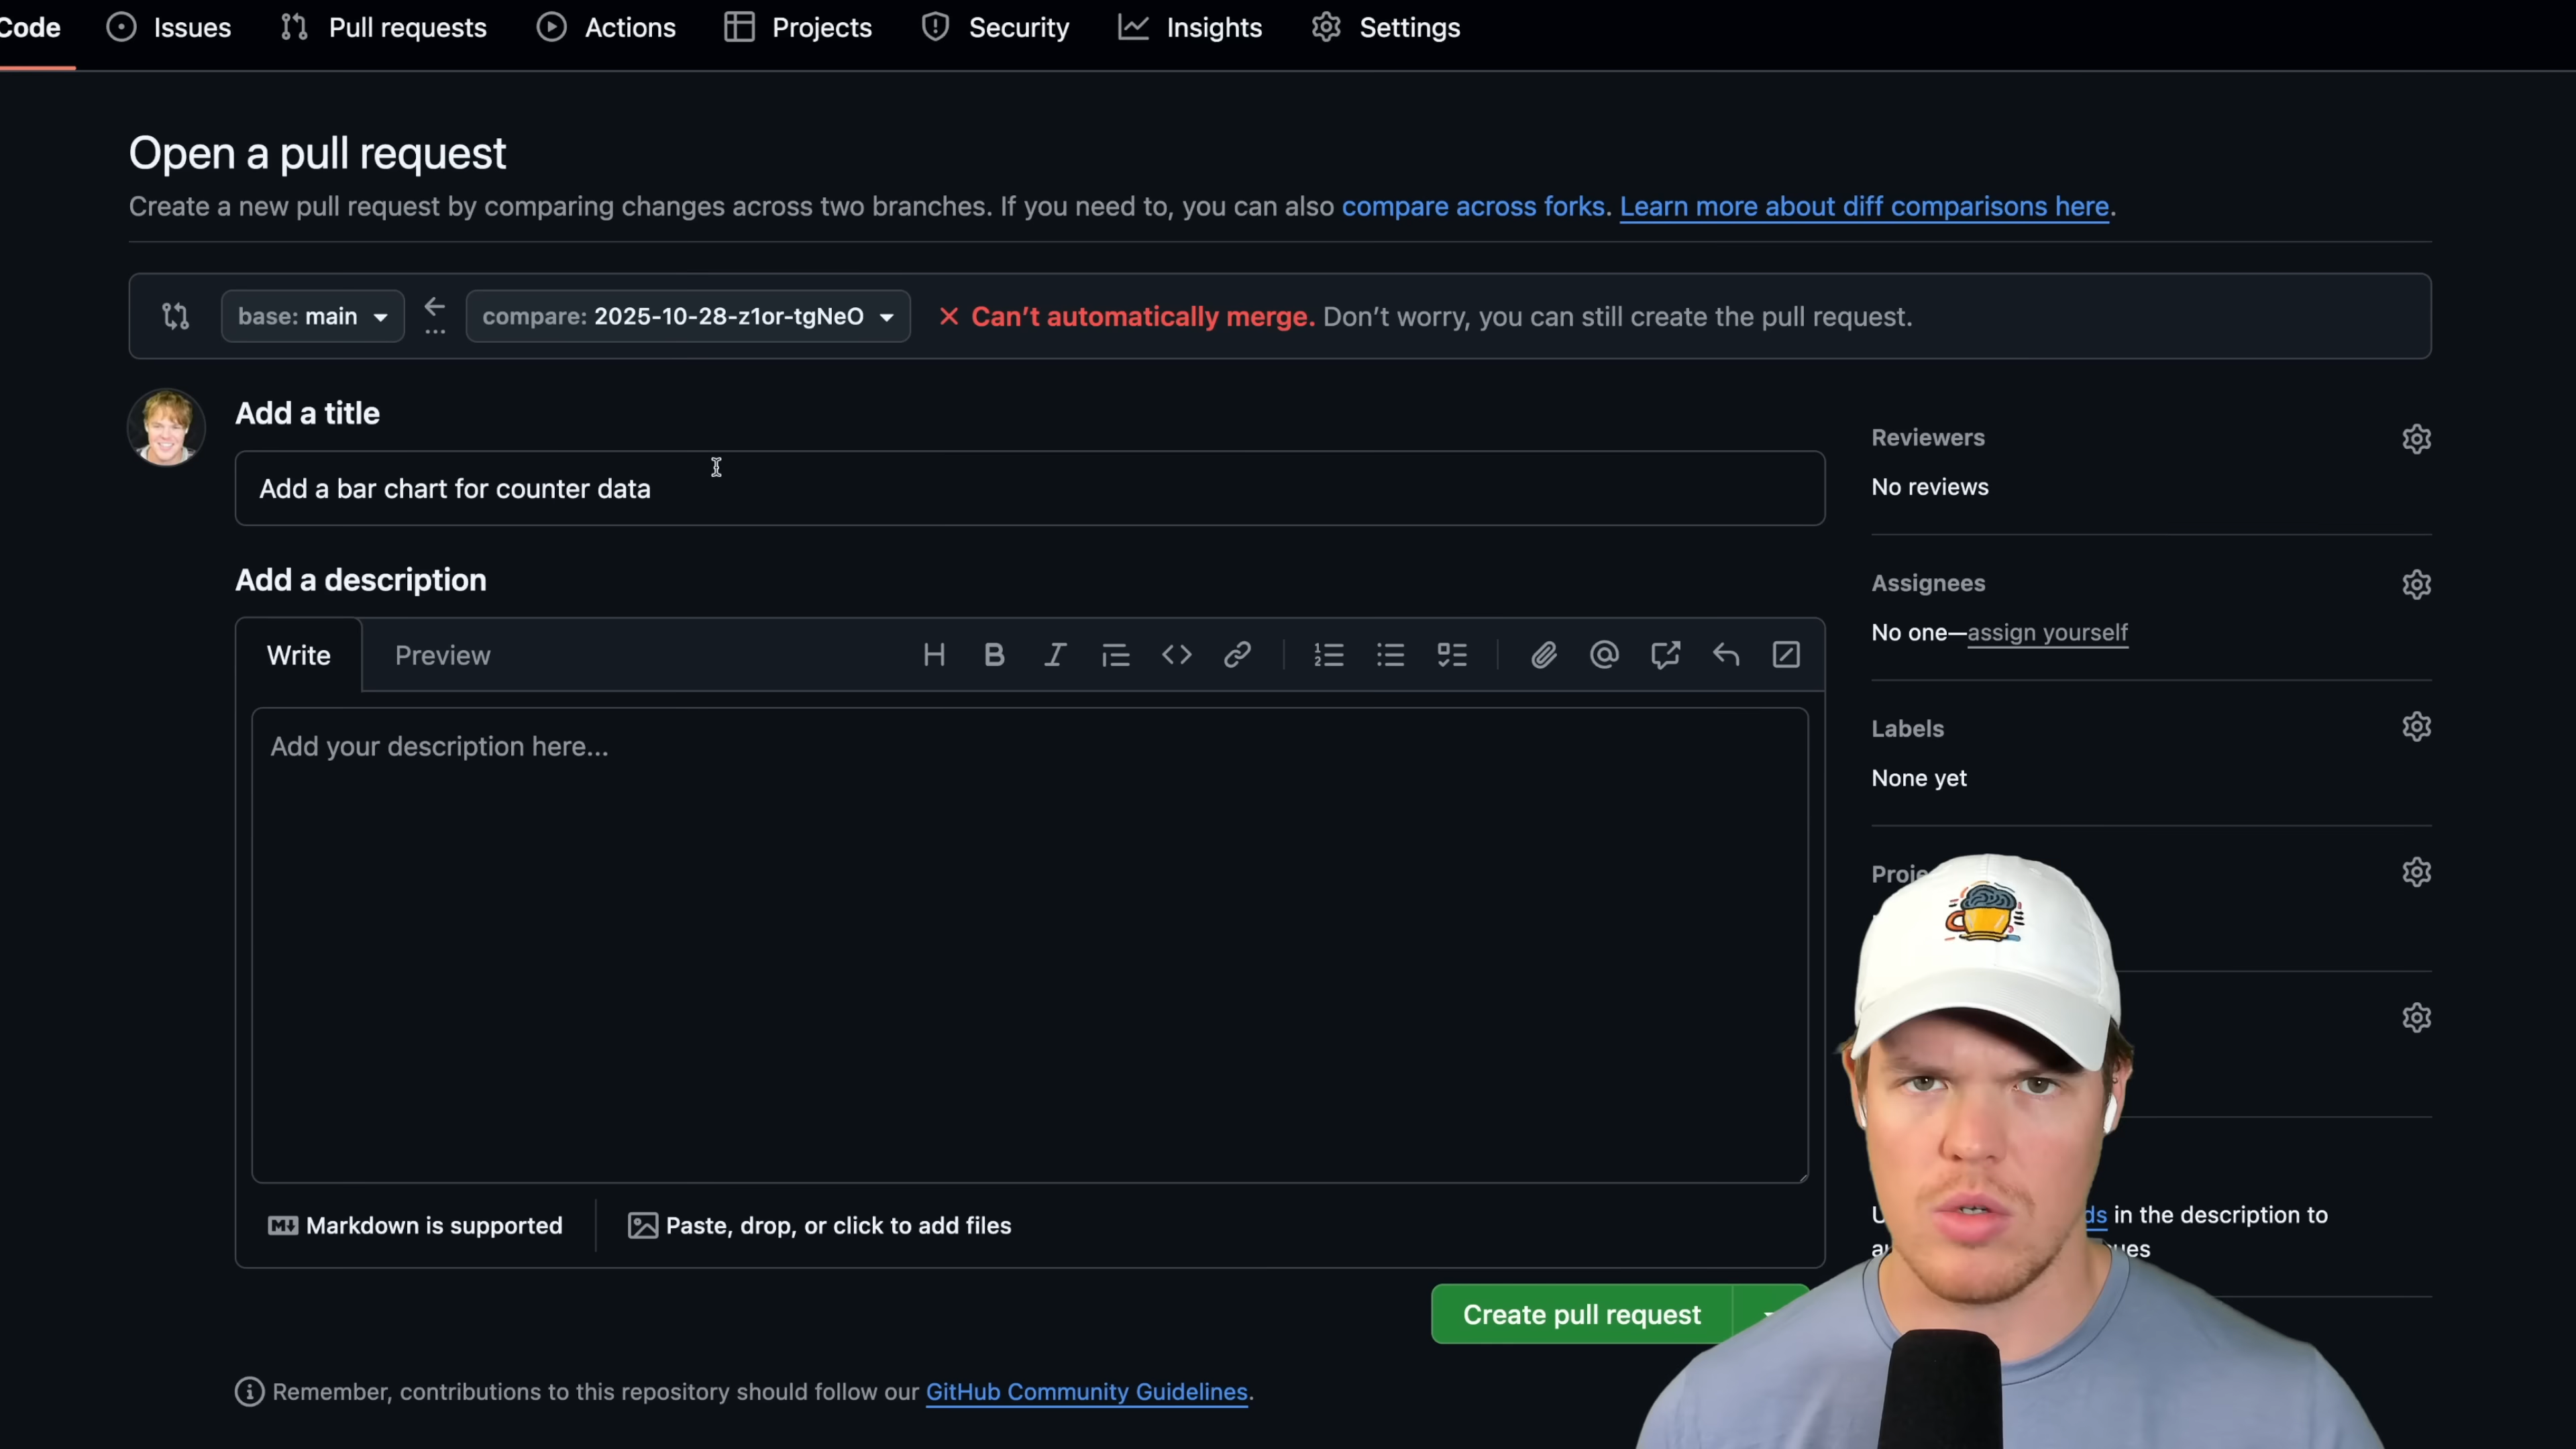 Code Issues Pull requests Actions Projects Security Insights Settings
Open a pull request
Create a new pull request by comparing changes across two branches. If you need to, you can also compare across forks. Learn more about diff comparisons here.
base: main compare: 2025-10-28-z1or-tgNeO Can't automatically merge. Don't worry, you can still create the pull request.
Add a title
Add a bar chart for counter data
Add a description
Write Preview
Add your description here...
Markdown is supported
Paste, drop, or click to add files
Create pull request
Remember, contributions to this repository should follow our GitHub Community Guidelines.
Reviewers
No reviews
Assignees
No one—assign yourself
Labels
None yet
in the description to